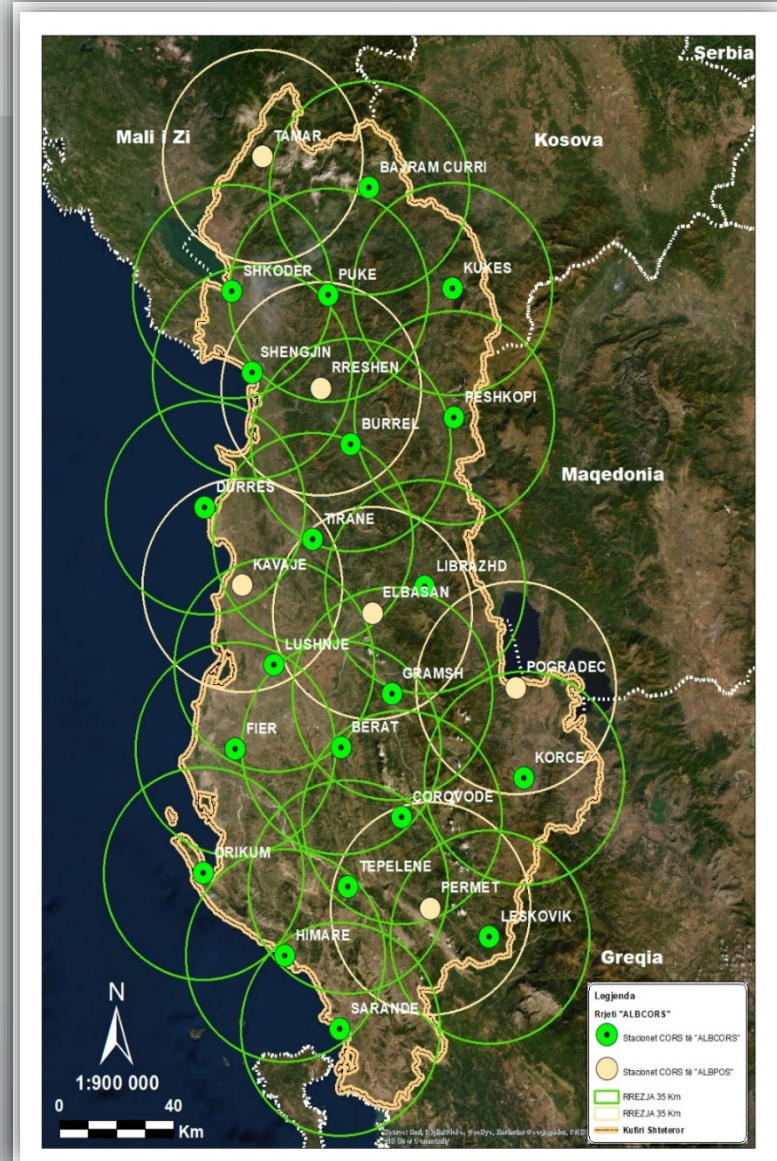 Serbia
Mali i Zi
Kosova
TAMAR
BAJRAM CURRI
SHKODER
PUKE
KUKES
SHENGJIN
RRESHEN
PESHKOPI
BURREL
Maqedonia
DURRES
TIRANE
KAVAJE
LIBRAZHD
ELBASAN
LUSHNJE
POGRADEC
GRAMSH
FIER
BERAT
KORCE
COROVODE
ORIKUM
TEPELENE
PERMET
LESKOVIK
HIMARE
Greqia
SARANDE
N
1:900 000
0 40
Km
Legjenda
Rrjeti "ALBCORS"
Stacionet CORS të "ALBCORS"
Stacionet CORS të "ALBPOS"
RREZJA 35 Km
RREZJA 35 Km
Kufiri Shteteror